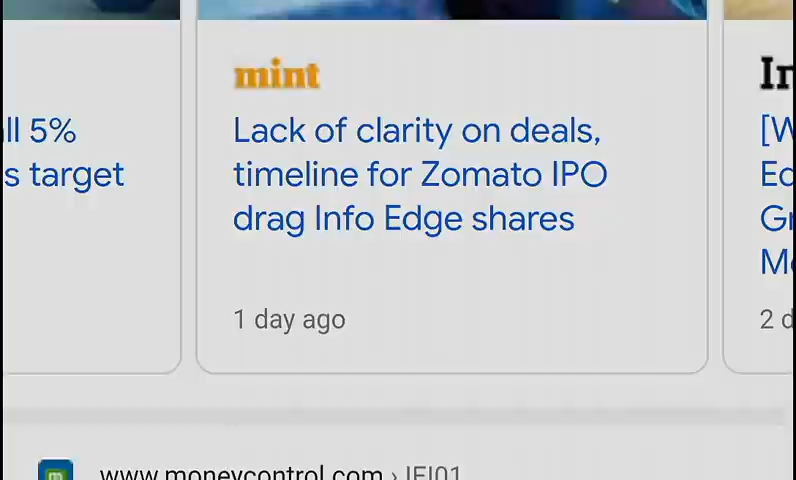 mint
ll 5%
s target
Lack of clarity on deals,
timeline for Zomato IPO
drag Info Edge shares
1 day ago
2 d
www.moneycontrol.com › IEI01